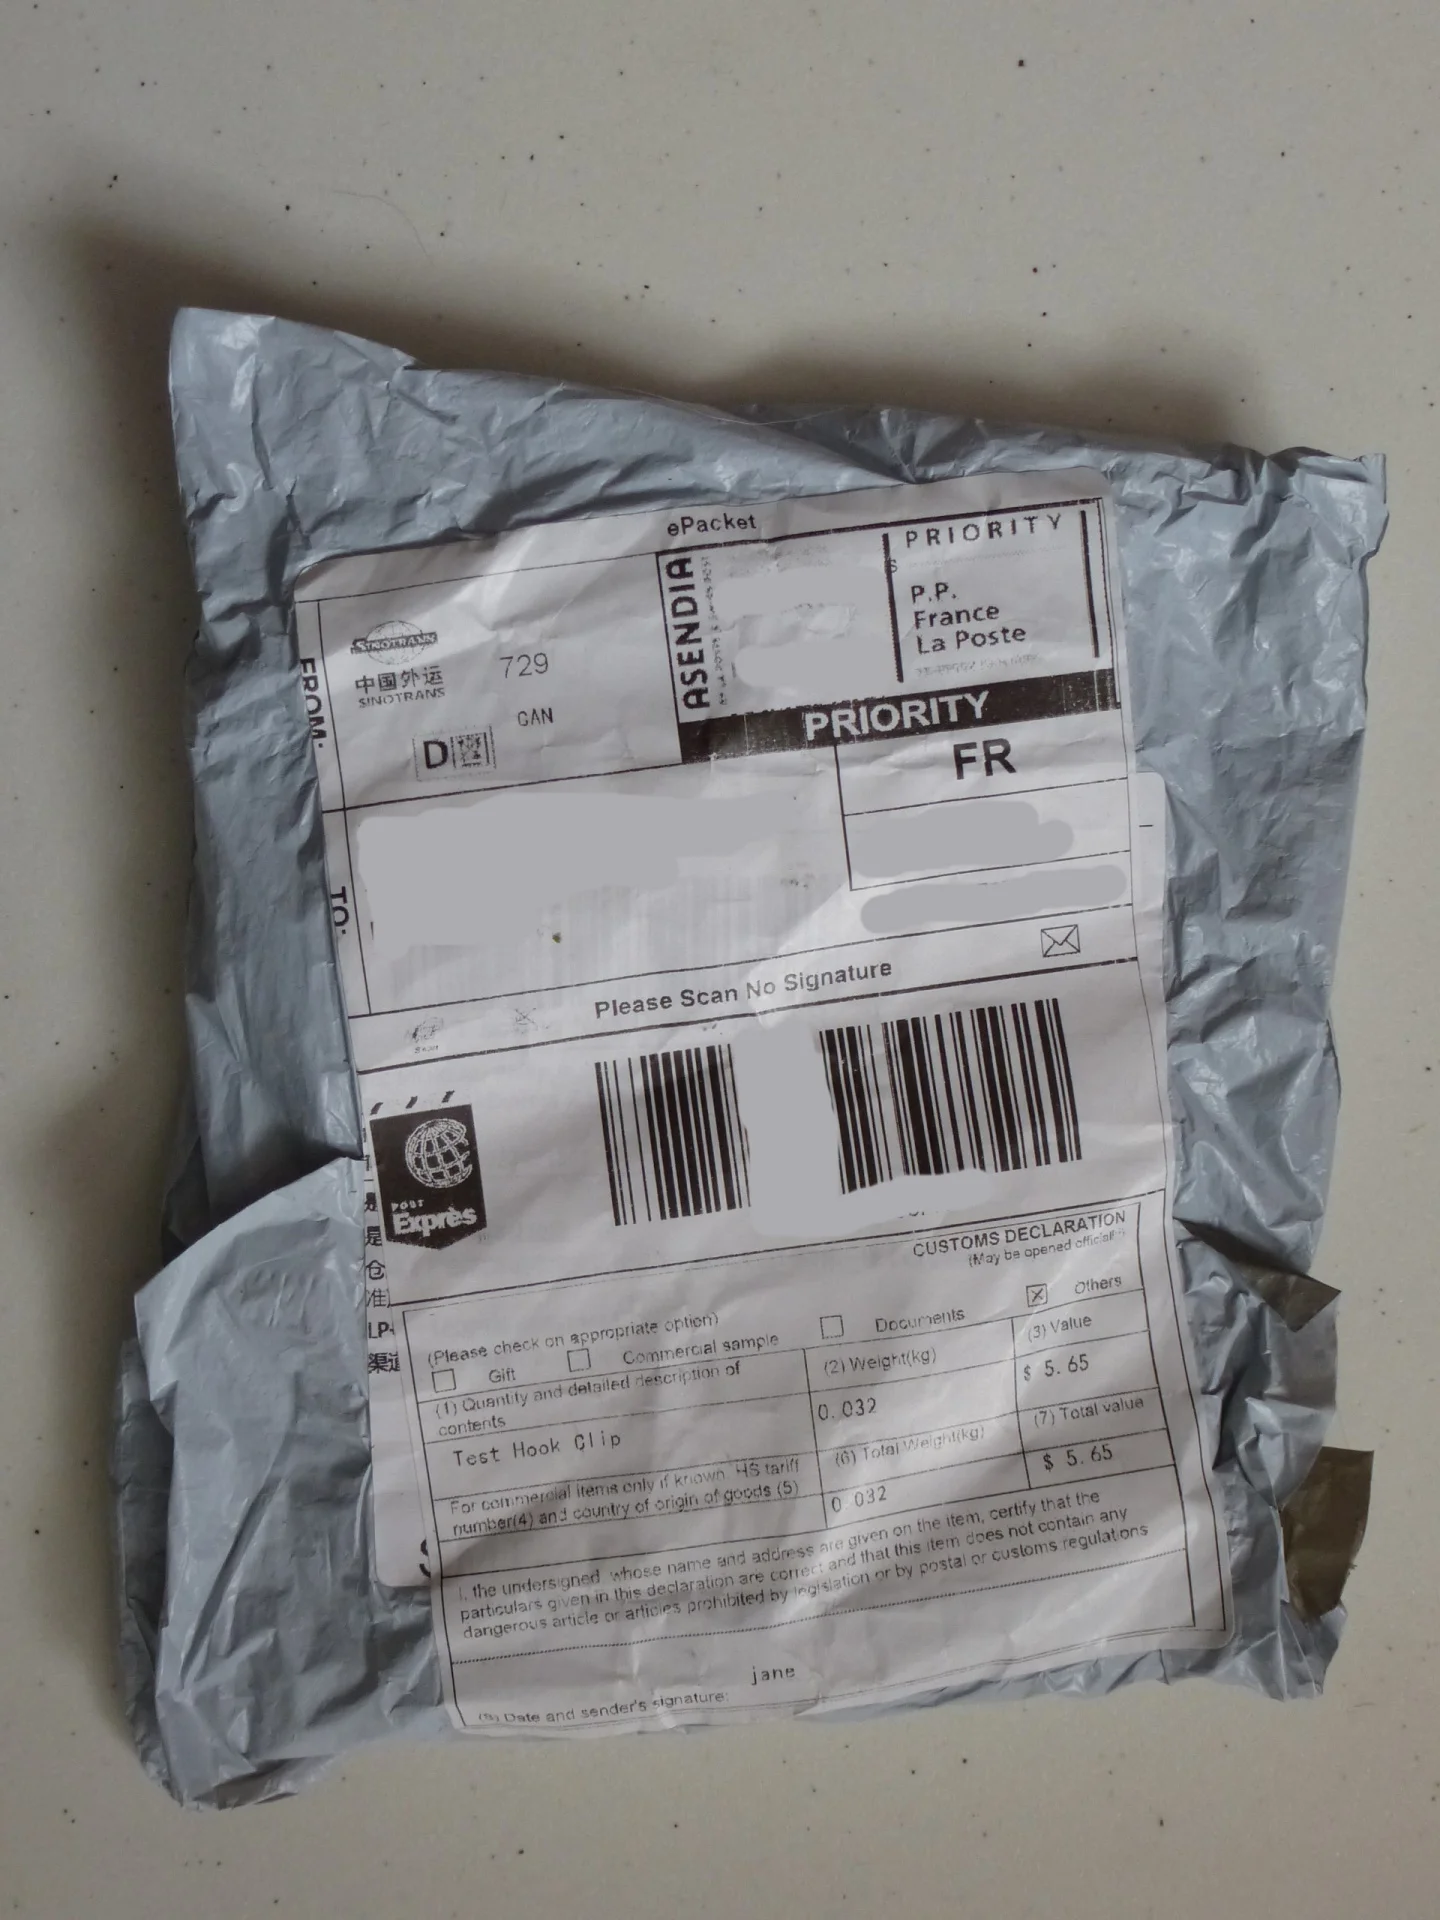 ePacket
FROM:
SINOTRANS
中国外运
SINOTRANS
729
CAN
D
ASENDIA
PRIORITY
P.P.
France
La Poste
PRIORITY
FR
TO:
Please Scan No Signature
Scan
POST
Exprès
是
仓
准)
LP-
渠道
CUSTOMS DECLARATION
(May be opened officially)
(Please check on appropriate option)
Gift
Commercial sample
Documents
Others
(1) Quantity and detailed description of
contents
(2) Weight(kg)
(3) Value
Test Hook Clip
0.032
$ 5.65
For commercial items only if known. HS tariff
number(4) and country of origin of goods (5)
(6) Total Weight(kg)
(7) Total value
0.032
$ 5.65
I, the undersigned whose name and address are given on the item, certify that the
particulars given in this declaration are correct and that this item does not contain any
dangerous article or articles prohibited by legislation or by postal or customs regulations
jane
(8) Date and sender's signature: